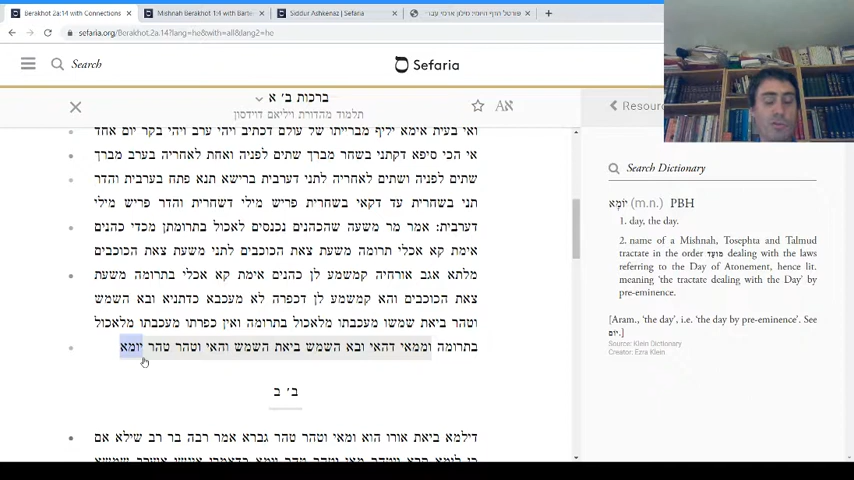 Berakhot 2a:14 with Connections
Mishnah Berakhot 1:4 with Bart
Siddur Ashkenaz | Sefaria
פורטל הדף היומי: מילון ארמי עברי
sefaria.org/Berakhot.2a.14?lang=he&with=all&lang2=he
Search
Sefaria
ברכות ב׳ א
תלמוד מהדורת ויליאם דוידסון
Resour
ואי בעית אימא יליף מברייתו של עולם דכתיב ויהי ערב ויהי בקר יום אחד
אי הכי סיפא דקתני בשחר מברך שתים לפניה ואחת לאחריה בערב מברך
שתים לפניה ושתים לאחריה לתני דערבית ברישא תנא פתח בערבית והדר
תני בשחרית עד דקאי בשחרית פריש מילי דשחרית והדר פריש מילי
דערבית: אמר מר משעה שהכהנים נכנסים לאכול בתרומתן מכדי כהנים
אימת קא אכלי תרומה משעת צאת הכוכבים לתני משעת צאת הכוכבים
מלתא אגב אורחיה קמשמע לן כהנים אימת קא אכלי בתרומה משעת
צאת הכוכבים והא קמשמע לן דכפרה לא מעכבא כדתניא ובא השמש
וטהר ביאת שמשו מעכבתו מלאכול בתרומה ואין כפרתו מעכבתו מלאכול
בתרומה וממאי דהאי ובא השמש ביאת השמש והאי וטהר טהר יומא
ב׳ ב
דילמא ביאת אורו הוא ומאי וטהר טהר גברא אמר רבה בר רב שילא אם
Search Dictionary
יוֹמָא (m.n.) PBH
1. day, the day.
2. name of a Mishnah, Tosephta and Talmud
tractate in the order מוֹעֵד dealing with the laws
referring to the Day of Atonement, hence lit.
meaning ‘the tractate dealing with the Day’ by
pre-eminence.
[Aram., ‘the day’, i.e. ‘the day by pre-eminence’. See
יוֹם.]
Source: Klein Dictionary
Creator: Ezra Klein